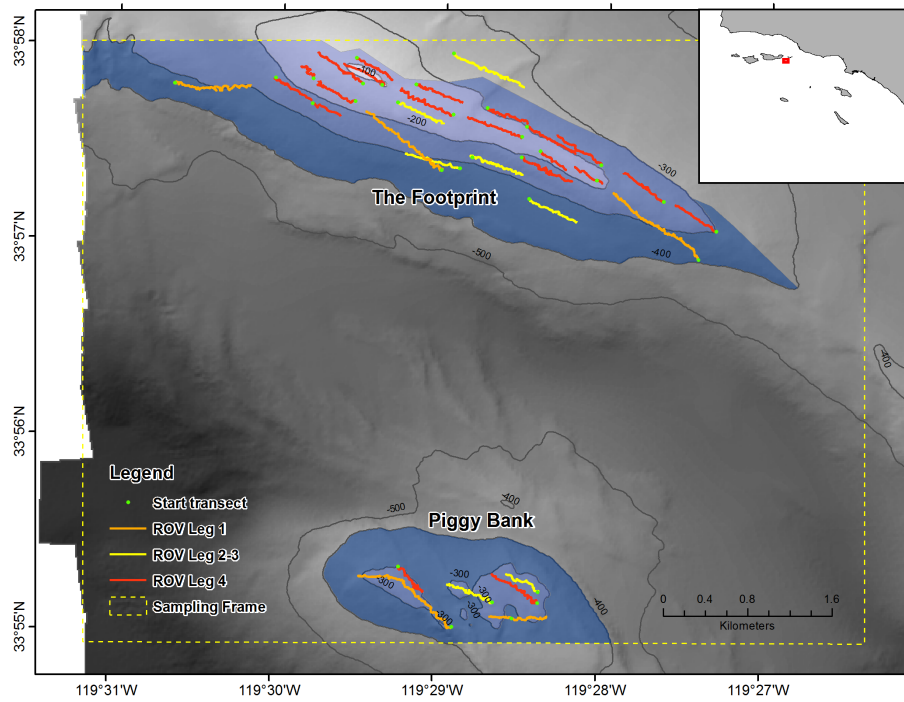 33°58'N
33°57'N
33°56'N
33°55'N
-100
-200
-300
The Footprint
-500
-400
-400
Legend
Start transect
ROV Leg 1
ROV Leg 2-3
ROV Leg 4
Sampling Frame
-400
-500
Piggy Bank
-300
-300
-300
-300
-400
0 0.4 0.8 1.6
Kilometers
119°31'W 119°30'W 119°29'W 119°28'W 119°27'W